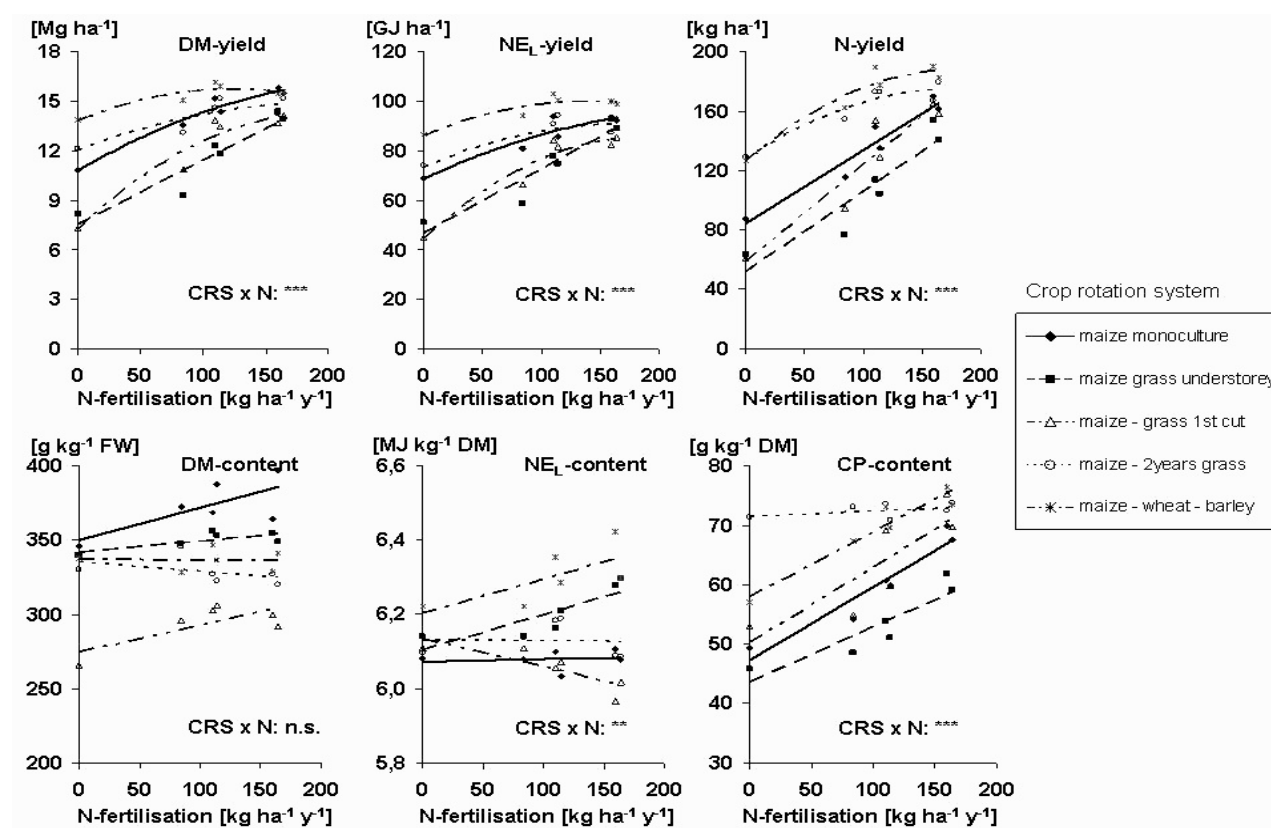 [Mg ha-1]
DM-yield
18
15
12
9
6
3
0
CRS x N: ***
0 50 100 150 200
N-fertilisation [kg ha-1 y-1]
[GJ ha-1]
NEL-yield
120
100
80
60
40
20
0
CRS x N: ***
0 50 100 150 200
N-fertilisation [kg ha-1 y-1]
[kg ha-1]
N-yield
200
160
120
80
40
0
CRS x N: ***
0 50 100 150 200
N-fertilisation [kg ha-1 y-1]
Crop rotation system
maize monoculture
maize grass understorey
maize - grass 1st cut
maize - 2years grass
maize - wheat - barley
[g kg-1 FW]
DM-content
400
350
300
250
200
CRS x N: n.s.
0 50 100 150 200
N-fertilisation [kg ha-1 y-1]
[MJ kg-1 DM]
NEL-content
6,6
6,4
6,2
6,0
5,8
CRS x N: **
0 50 100 150 200
N-fertilisation [kg ha-1 y-1]
[g kg-1 DM]
CP-content
80
70
60
50
40
30
CRS x N: ***
0 50 100 150 200
N-fertilisation [kg ha-1 y-1]